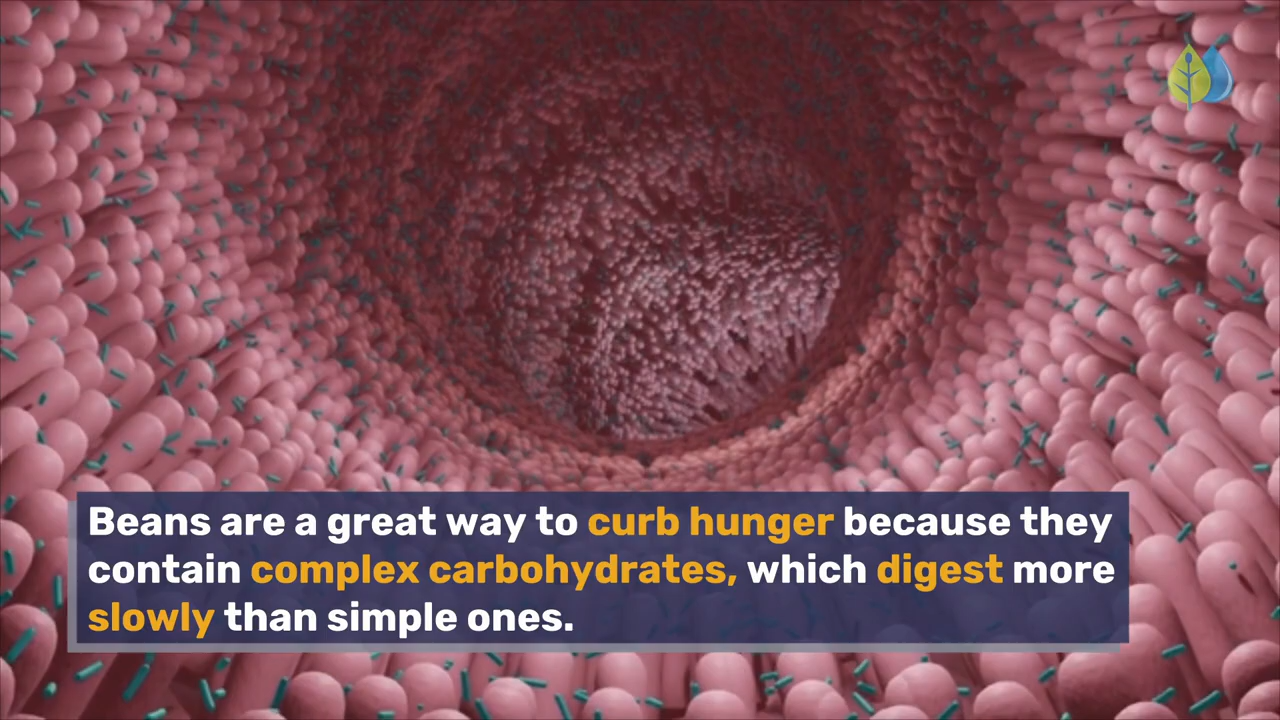 Beans are a great way to curb hunger because they
contain complex carbohydrates, which digest more
slowly than simple ones.